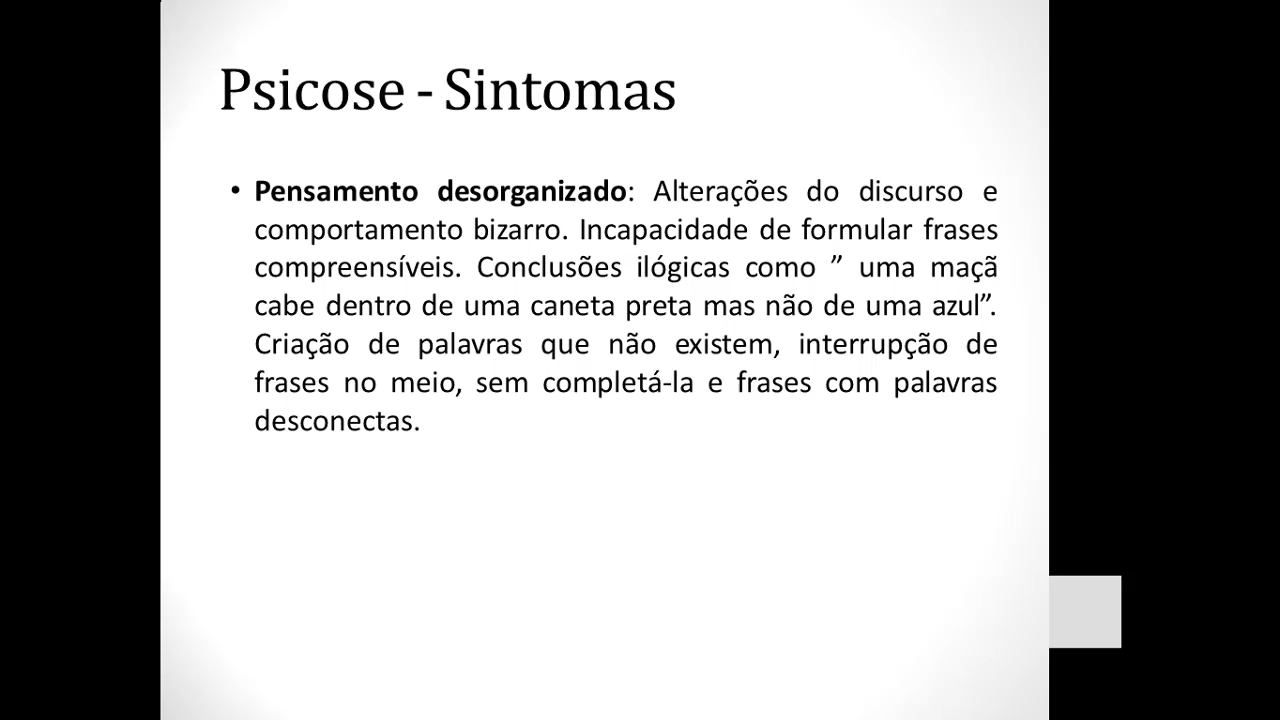 Psicose - Sintomas
• Pensamento desorganizado: Alterações do discurso e
comportamento bizarro. Incapacidade de formular frases
compreensíveis. Conclusões ilógicas como ” uma maçã
cabe dentro de uma caneta preta mas não de uma azul”.
Criação de palavras que não existem, interrupção de
frases no meio, sem completá-la e frases com palavras
desconectas.